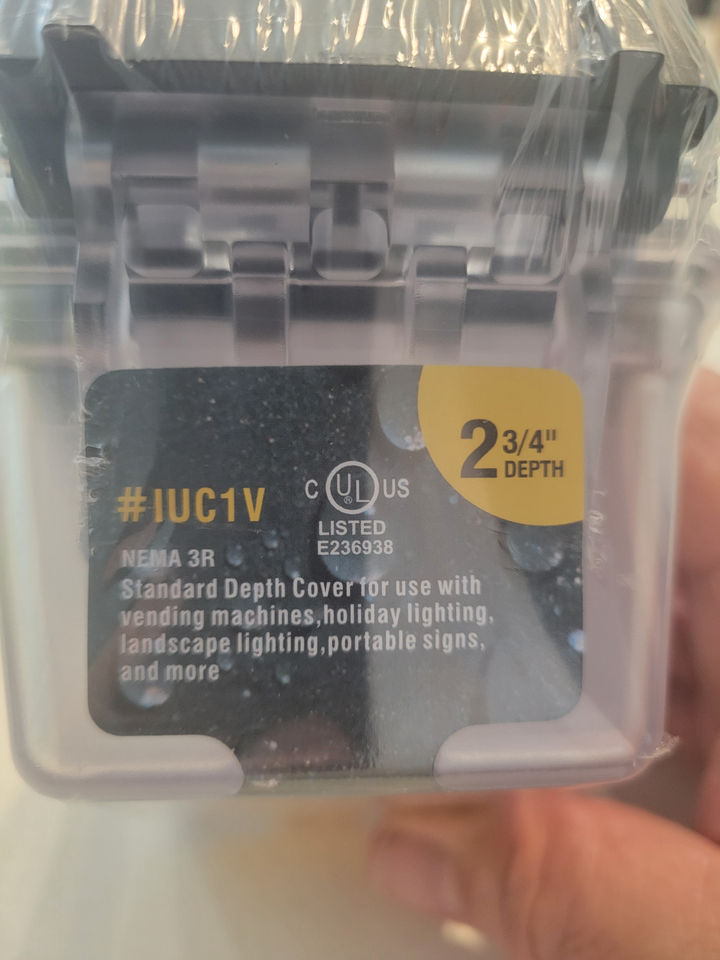 2 3/4"
DEPTH
#IUC1V
C UL ® US
LISTED
E236938
NEMA 3R
Standard Depth Cover for use with
vending machines,holiday lighting,
landscape lighting,portable signs,
and more